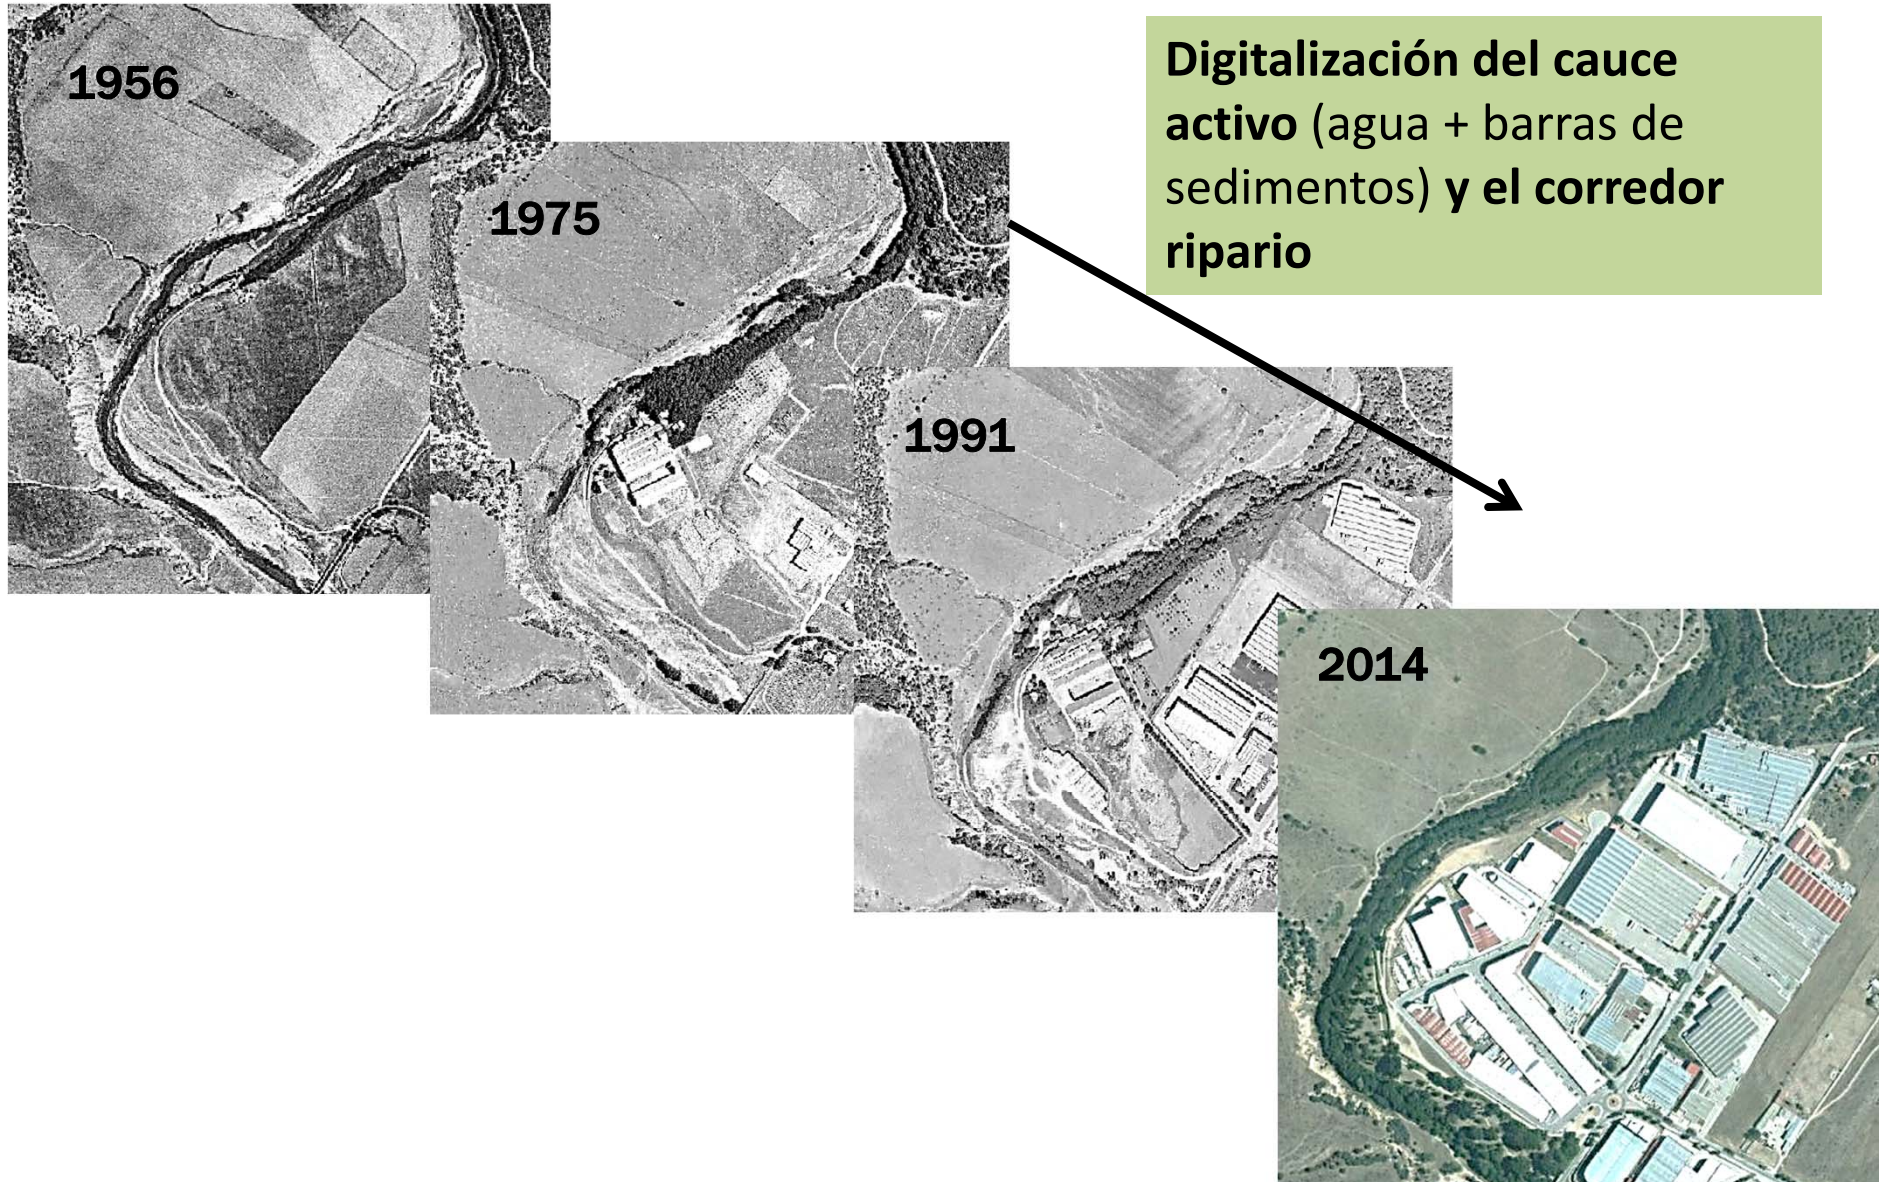 1956
1975
1991
2014
Digitalización del cauce
activo (agua + barras de
sedimentos) y el corredor
ripario